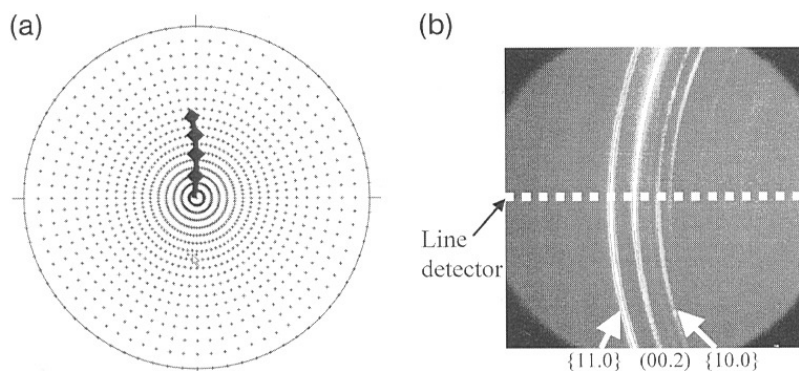 (a)
(b)
Line
detector
{11.0} (00.2) {10.0}